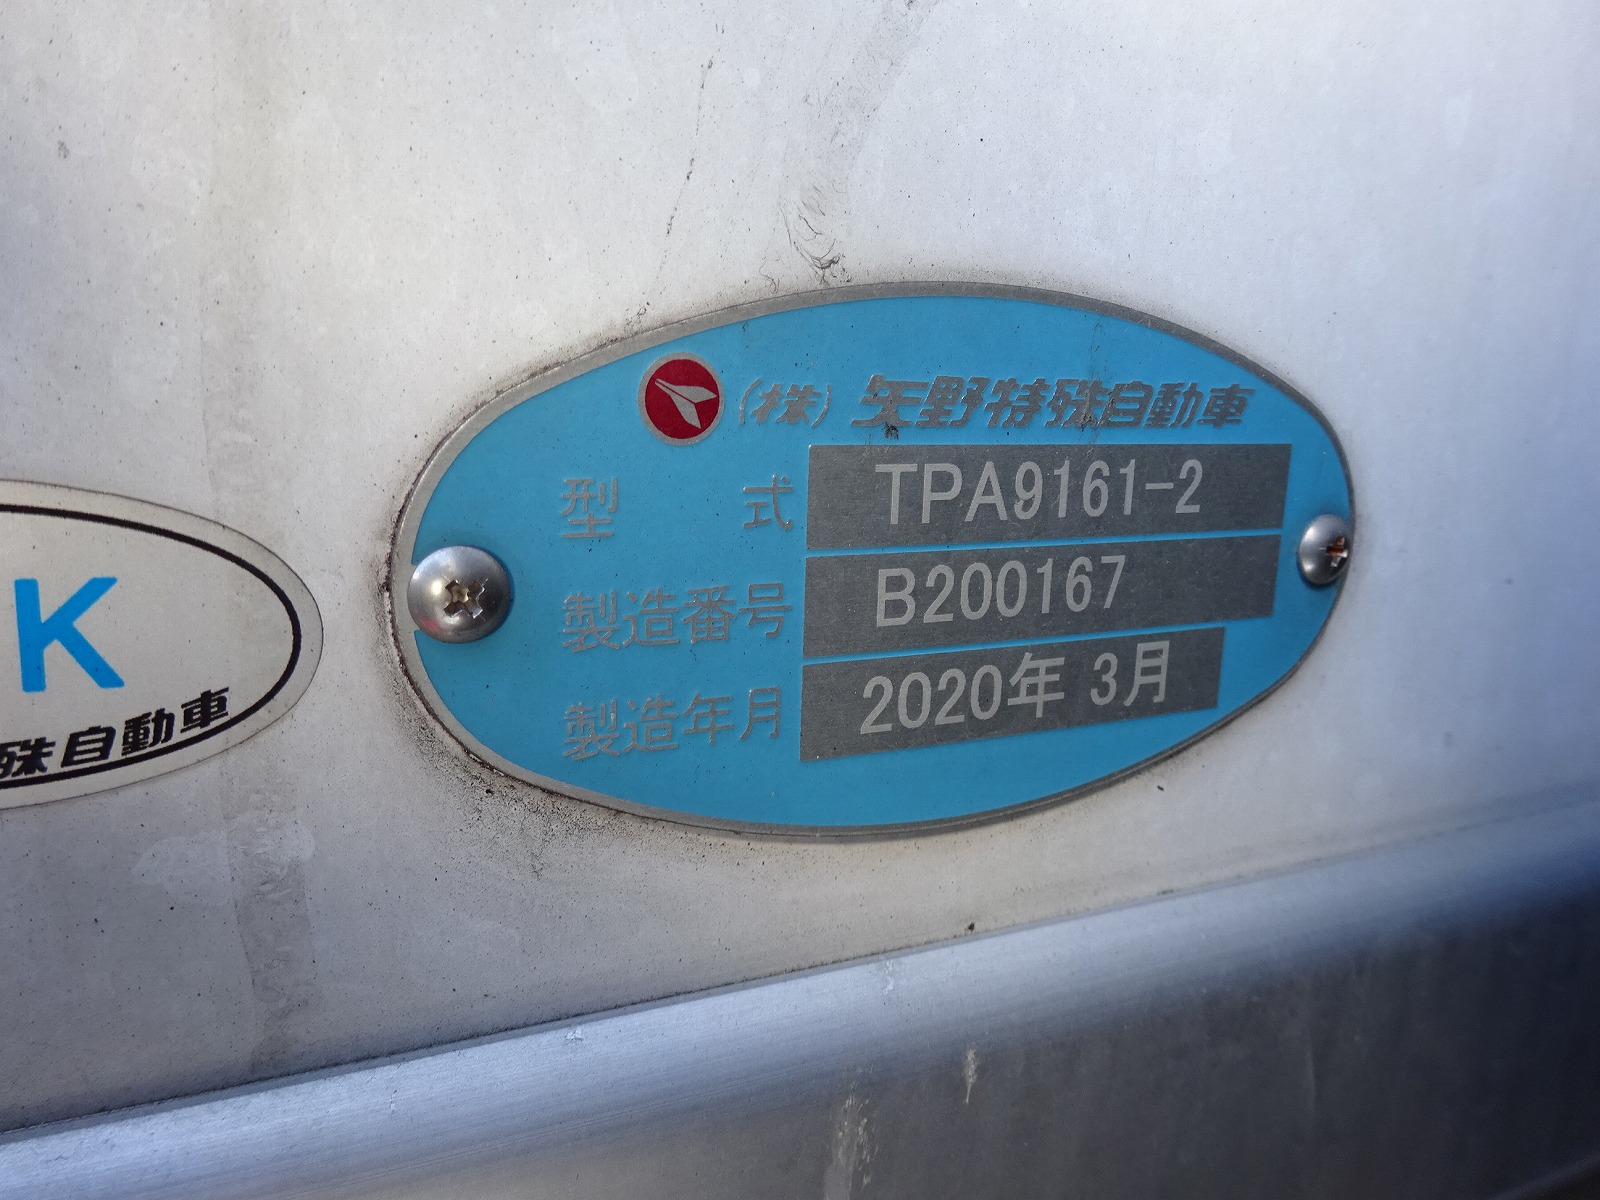 (株) 矢野特殊自動車
型式 TPA9161-2
製造番号 B200167
製造年月 2020年 3月
K
殊自動車